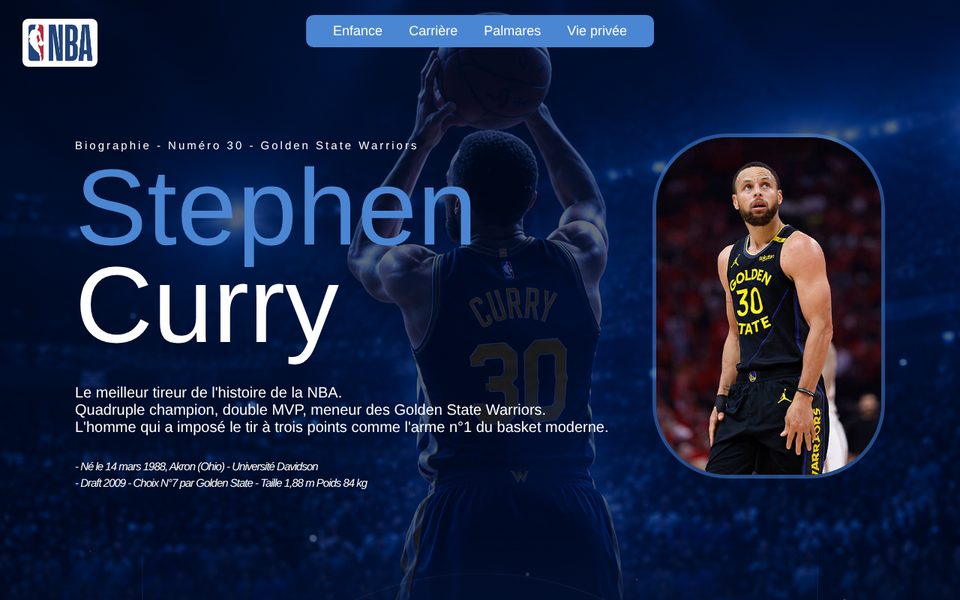 NBA
Enfance Carrière Palmares Vie privée
Biographie - Numéro 30 - Golden State Warriors
Stephen
Curry
CURRY
30
Le meilleur tireur de l'histoire de la NBA.
Quadruple champion, double MVP, meneur des Golden State Warriors.
L'homme qui a imposé le tir à trois points comme l'arme n°1 du basket moderne.
- Né le 14 mars 1988, Akron (Ohio) - Université Davidson
- Draft 2009 - Choix N°7 par Golden State - Taille 1,88 m Poids 84 kg
Rakuten
GOLDEN
30
STATE
WARRIORS